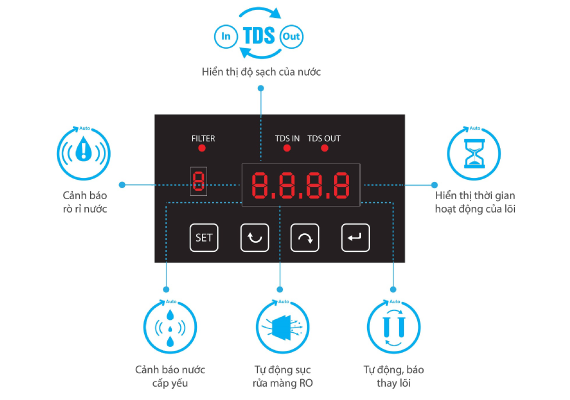 In TDS Out
Hiển thị độ sạch của nước
FILTER TDS IN TDS OUT
8 8.8.8.8
SET
Auto
Cảnh báo
rò rỉ nước
Auto
Hiển thị thời gian
hoạt động của lõi
Auto
Cảnh báo nước
cấp yếu
Auto
Tự động sục
rửa màng RO
Auto
Tự động, báo
thay lõi